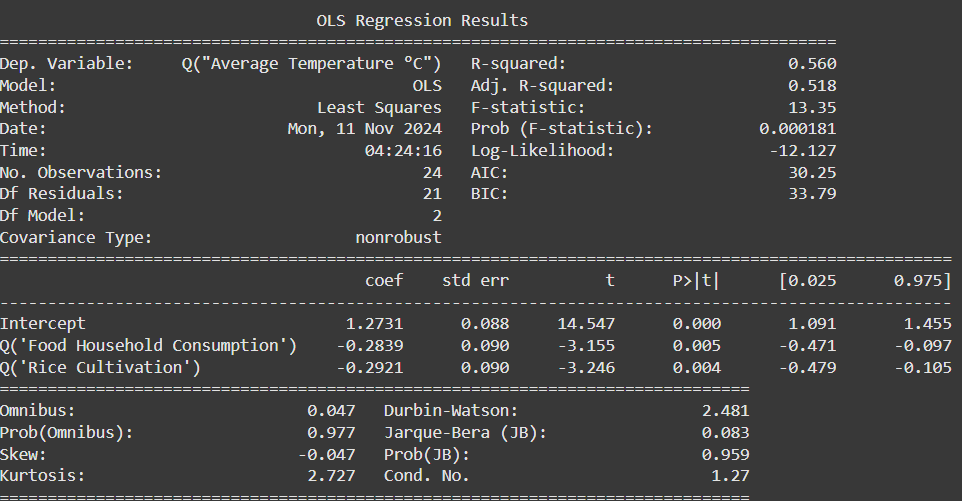 OLS Regression Results
==============================================================================
Dep. Variable:     Q("Average Temperature °C")   R-squared:                       0.560
Model:                            OLS   Adj. R-squared:                  0.518
Method:                 Least Squares   F-statistic:                     13.35
Date:                Mon, 11 Nov 2024   Prob (F-statistic):           0.000181
Time:                        04:24:16   Log-Likelihood:                -12.127
No. Observations:                  24   AIC:                             30.25
Df Residuals:                      21   BIC:                             33.79
Df Model:                           2
Covariance Type:            nonrobust
==============================================================================
coef    std err          t      P>|t|      [0.025      0.975]
------------------------------------------------------------------------------
Intercept                         1.2731      0.088     14.547      0.000       1.091       1.455
Q('Food Household Consumption')    -0.2839      0.090     -3.155      0.005      -0.471      -0.097
Q('Rice Cultivation')             -0.2921      0.090     -3.246      0.004      -0.479      -0.105
==============================================================================
Omnibus:                        0.047   Durbin-Watson:                   2.481
Prob(Omnibus):                  0.977   Jarque-Bera (JB):                0.083
Skew:                          -0.047   Prob(JB):                        0.959
Kurtosis:                       2.727   Cond. No.                         1.27
==============================================================================